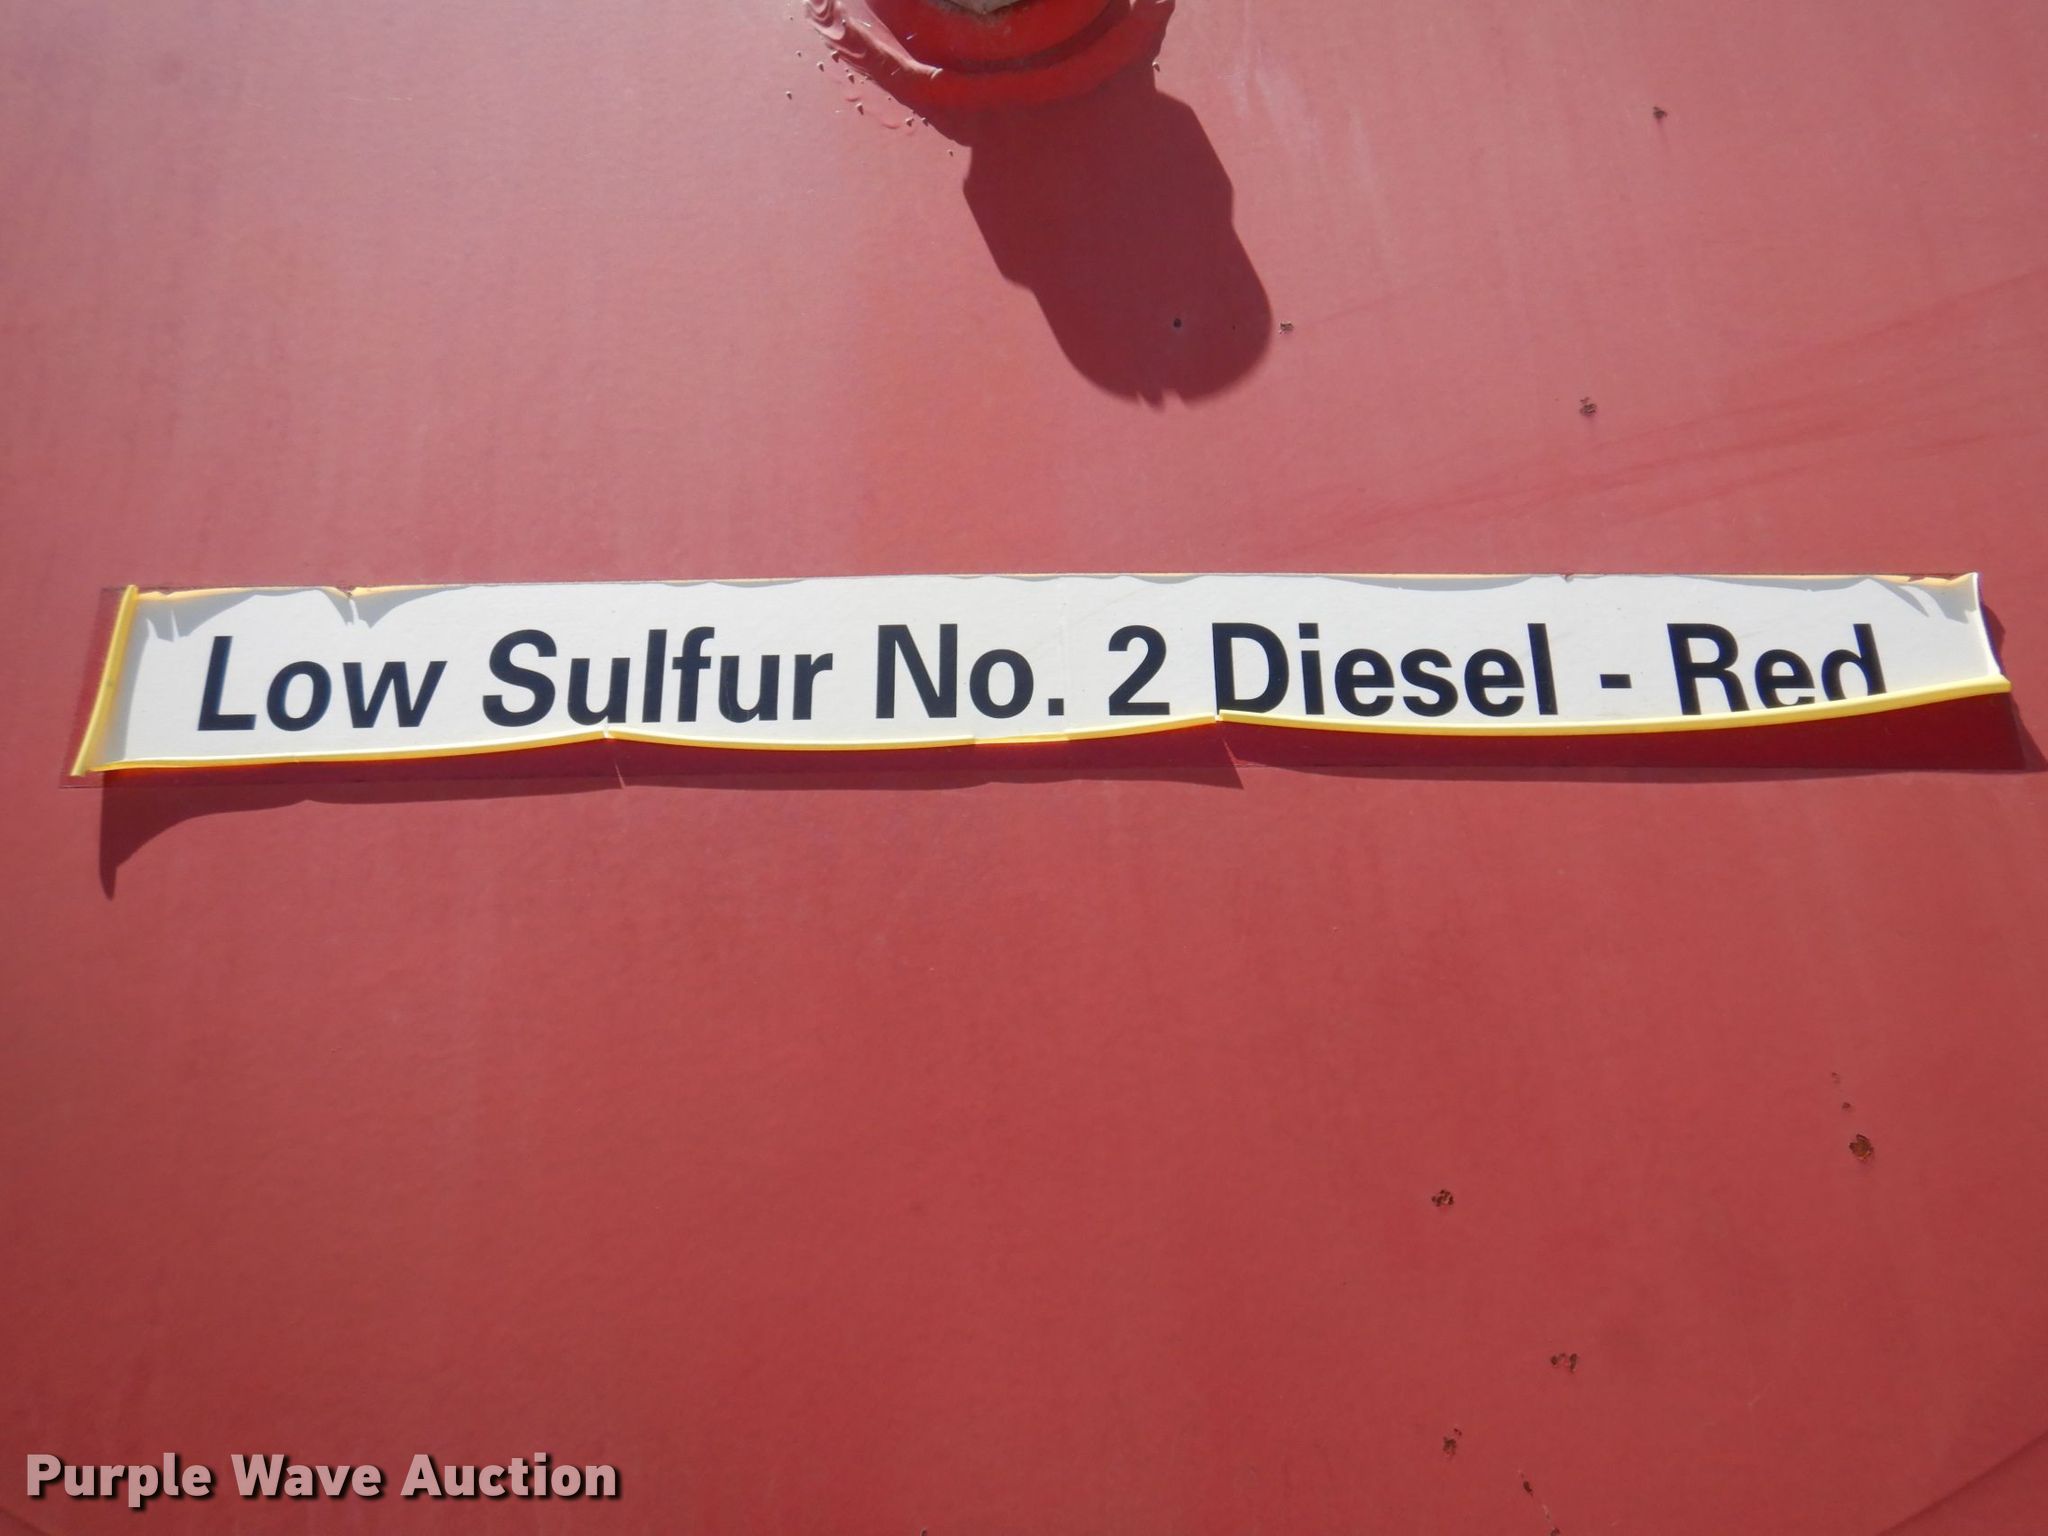 Low Sulfur No. 2 Diesel - Red
Purple Wave Auction